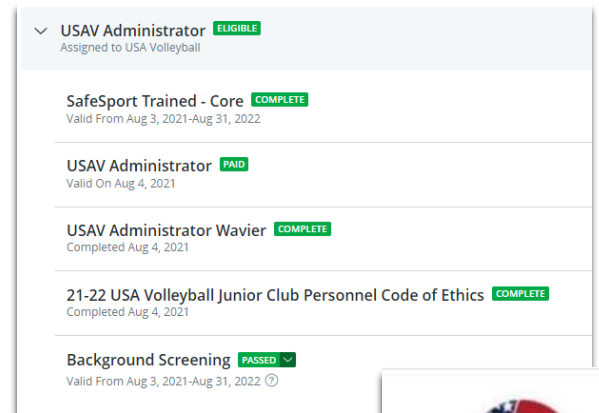 USAV Administrator ELIGIBLE
Assigned to USA Volleyball
SafeSport Trained - Core COMPLETE
Valid From Aug 3, 2021-Aug 31, 2022
USAV Administrator PAID
Valid On Aug 4, 2021
USAV Administrator Wavier COMPLETE
Completed Aug 4, 2021
21-22 USA Volleyball Junior Club Personnel Code of Ethics COMPLETE
Completed Aug 4, 2021
Background Screening PASSED
Valid From Aug 3, 2021-Aug 31, 2022 ?